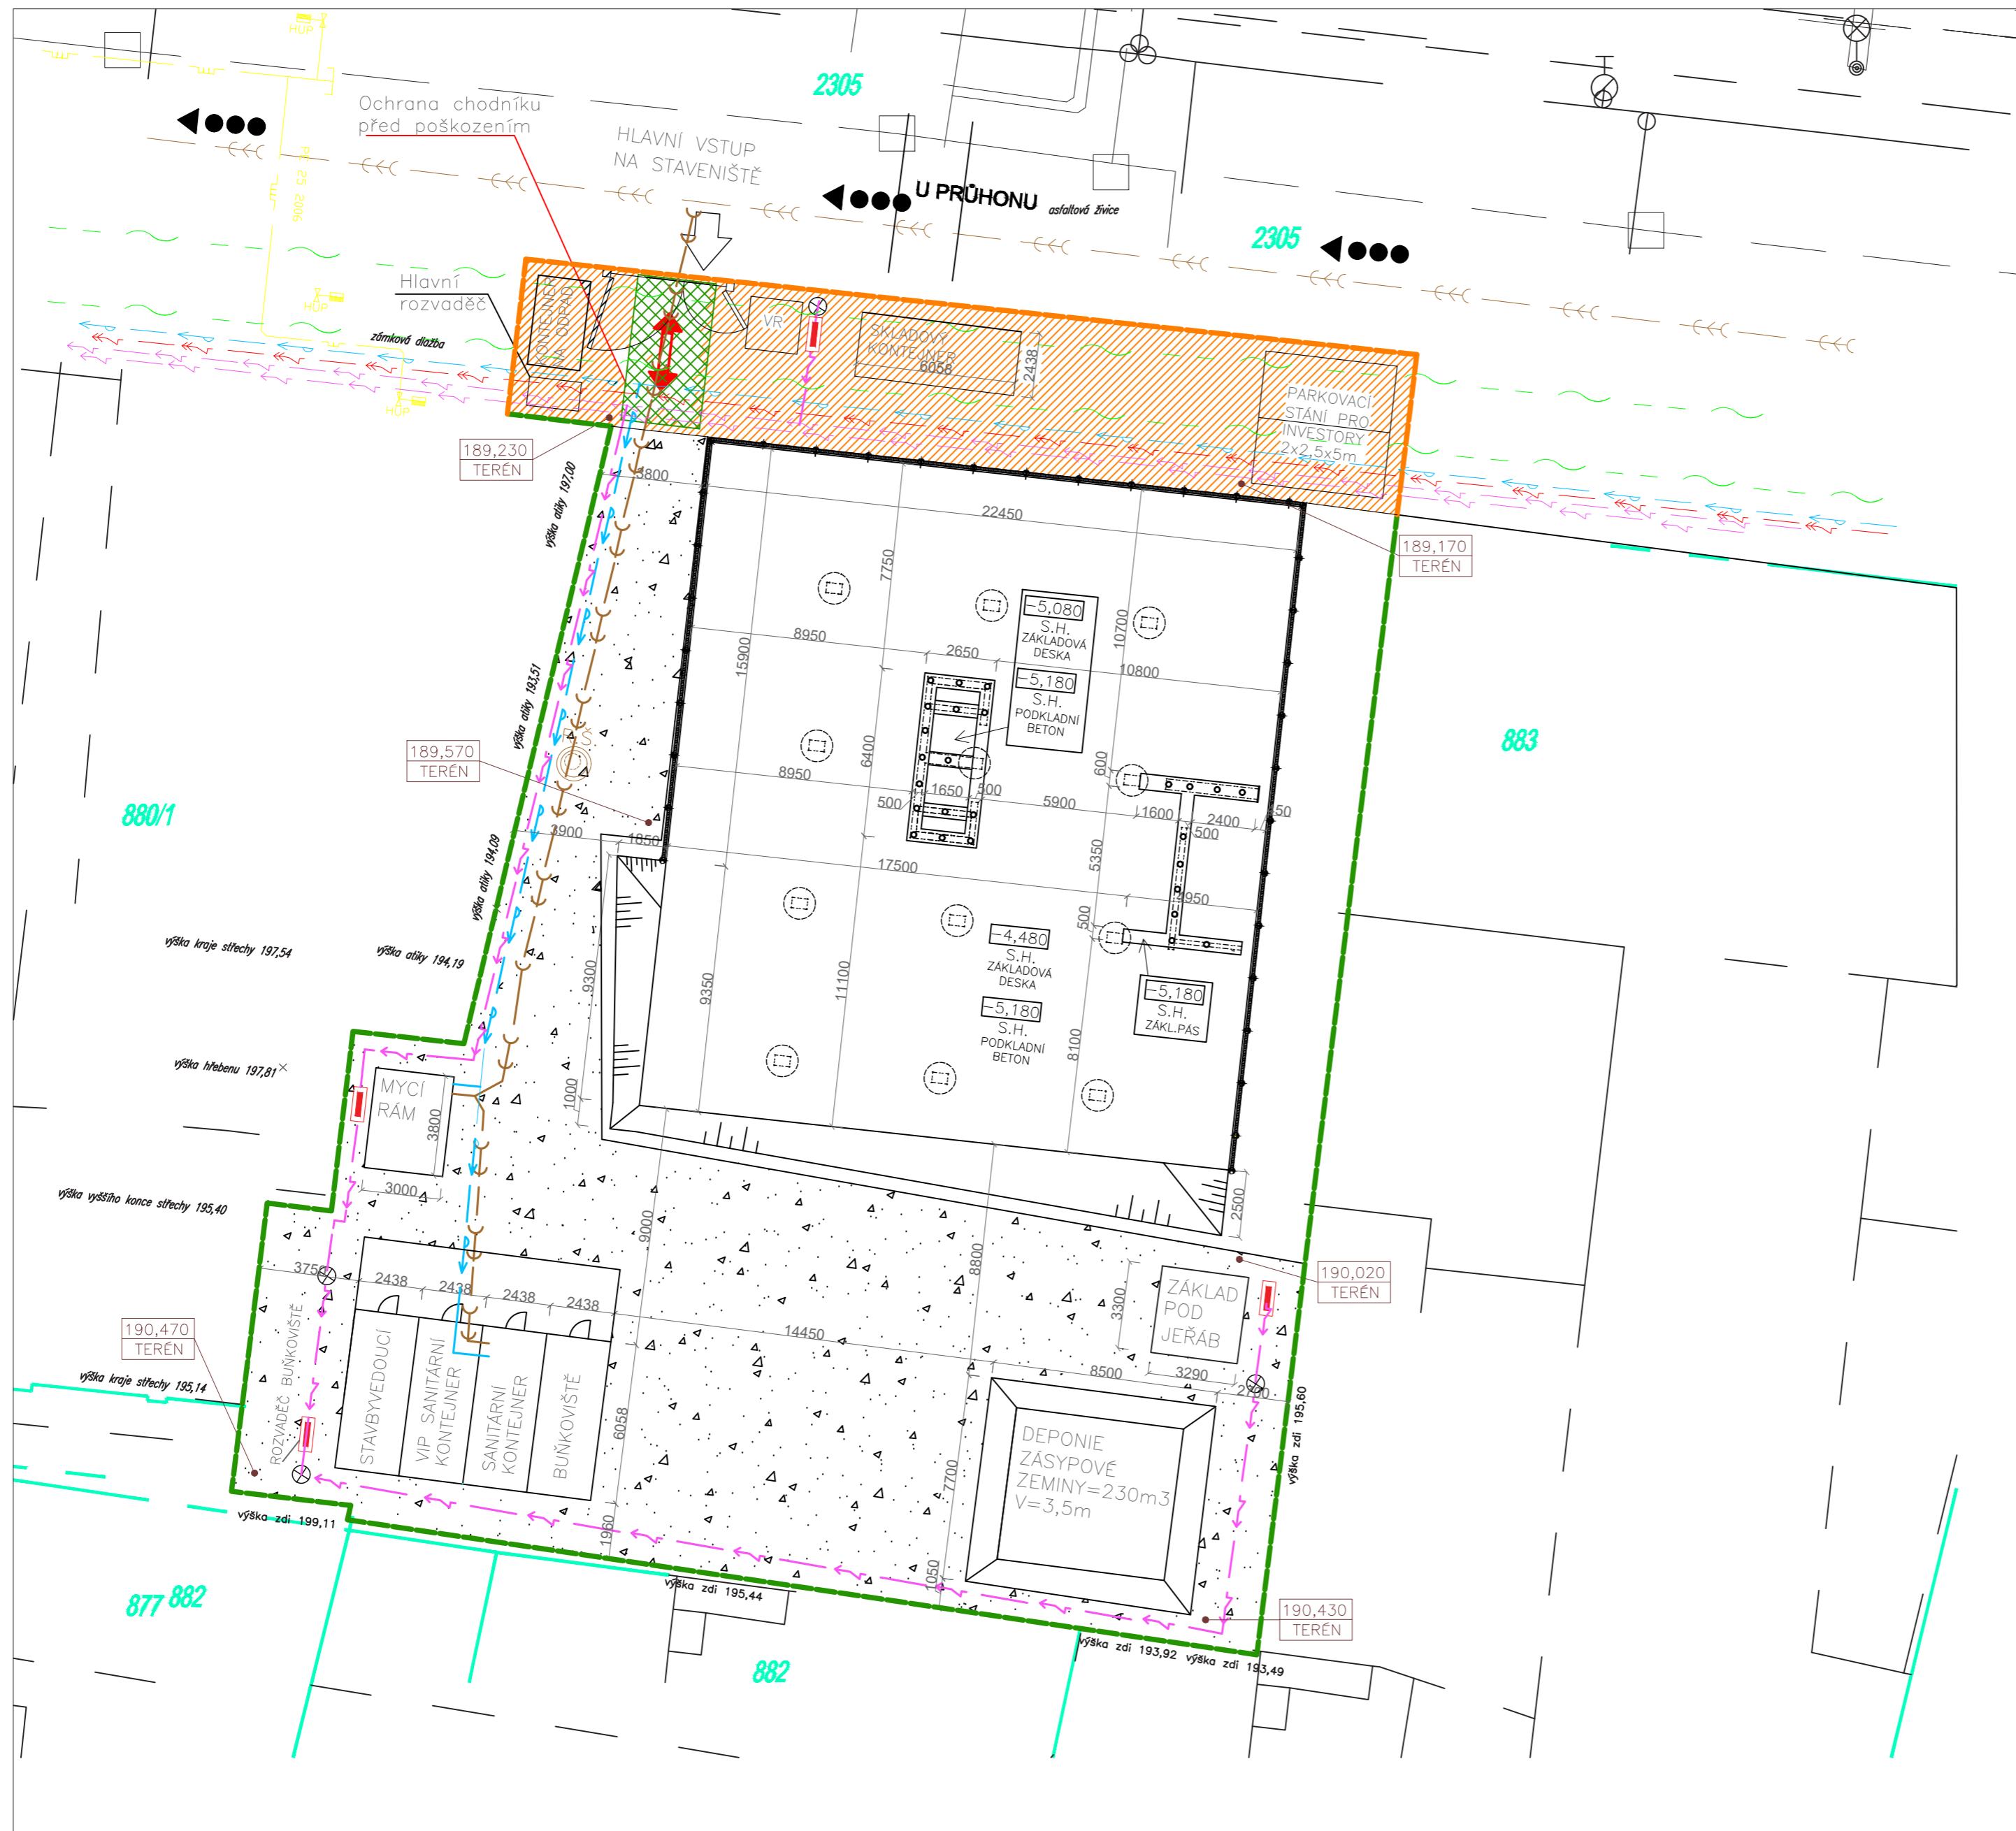 HUP
2305
Ochrana chodníku
před poškozením
HLAVNÍ VSTUP
NA STAVENIŠTĚ
U PRŮHONU
asfaltová živice
2305
Hlavní
rozvaděč
HUP
zámková dlažba
HUP
KONTEJNER
NA ODPAD
VR
SKLADOVÝ
KONTEJNER
6058
2438
PARKOVACÍ
STÁNÍ PRO
INVESTORY
2x2,5x5m
189,230
TERÉN
189,170
TERÉN
výška atiky 197,00
3800
22450
7750
15900
10700
8950
2650
10800
-5,080
S.H.
ZÁKLADOVÁ
DESKA
-5,180
S.H.
PODKLADNÍ
BETON
výška atiky 193,51
RŠ
189,570
TERÉN
883
880/1
6400
8950
500
1650
500
5900
600
1600
2400
500
150
5350
3900
1850
17500
4950
500
výška atiky 194,09
výška kraje střechy 197,54
výška atiky 194,19
9300
9350
11100
-4,480
S.H.
ZÁKLADOVÁ
DESKA
-5,180
S.H.
PODKLADNÍ
BETON
-5,180
S.H.
ZÁKL.PÁS
8100
výška hřebenu 197,81
1000
MYCÍ
RÁM
3800
3000
výška vyššího konce střechy 195,40
9000
8800
2500
190,020
TERÉN
3750
2438
2438
2438
2438
14450
3300
ZÁKLAD
POD
JEŘÁB
3290
8500
2700
190,470
TERÉN
výška kraje střechy 195,14
ROZVADĚČ BUŇKOVIŠTĚ
STAVBYVEDOUCÍ
VIP SANITÁRNÍ
KONTEJNER
SANITÁRNÍ
KONTEJNER
BUŇKOVIŠTĚ
6058
1960
DEPONIE
ZÁSYPOVÉ
ZEMINY=230m3
V=3,5m
7700
1050
výška zdi 195,60
výška zdi 199,11
výška zdi 195,44
190,430
TERÉN
výška zdi 193,92
výška zdi 193,49
877
882
882